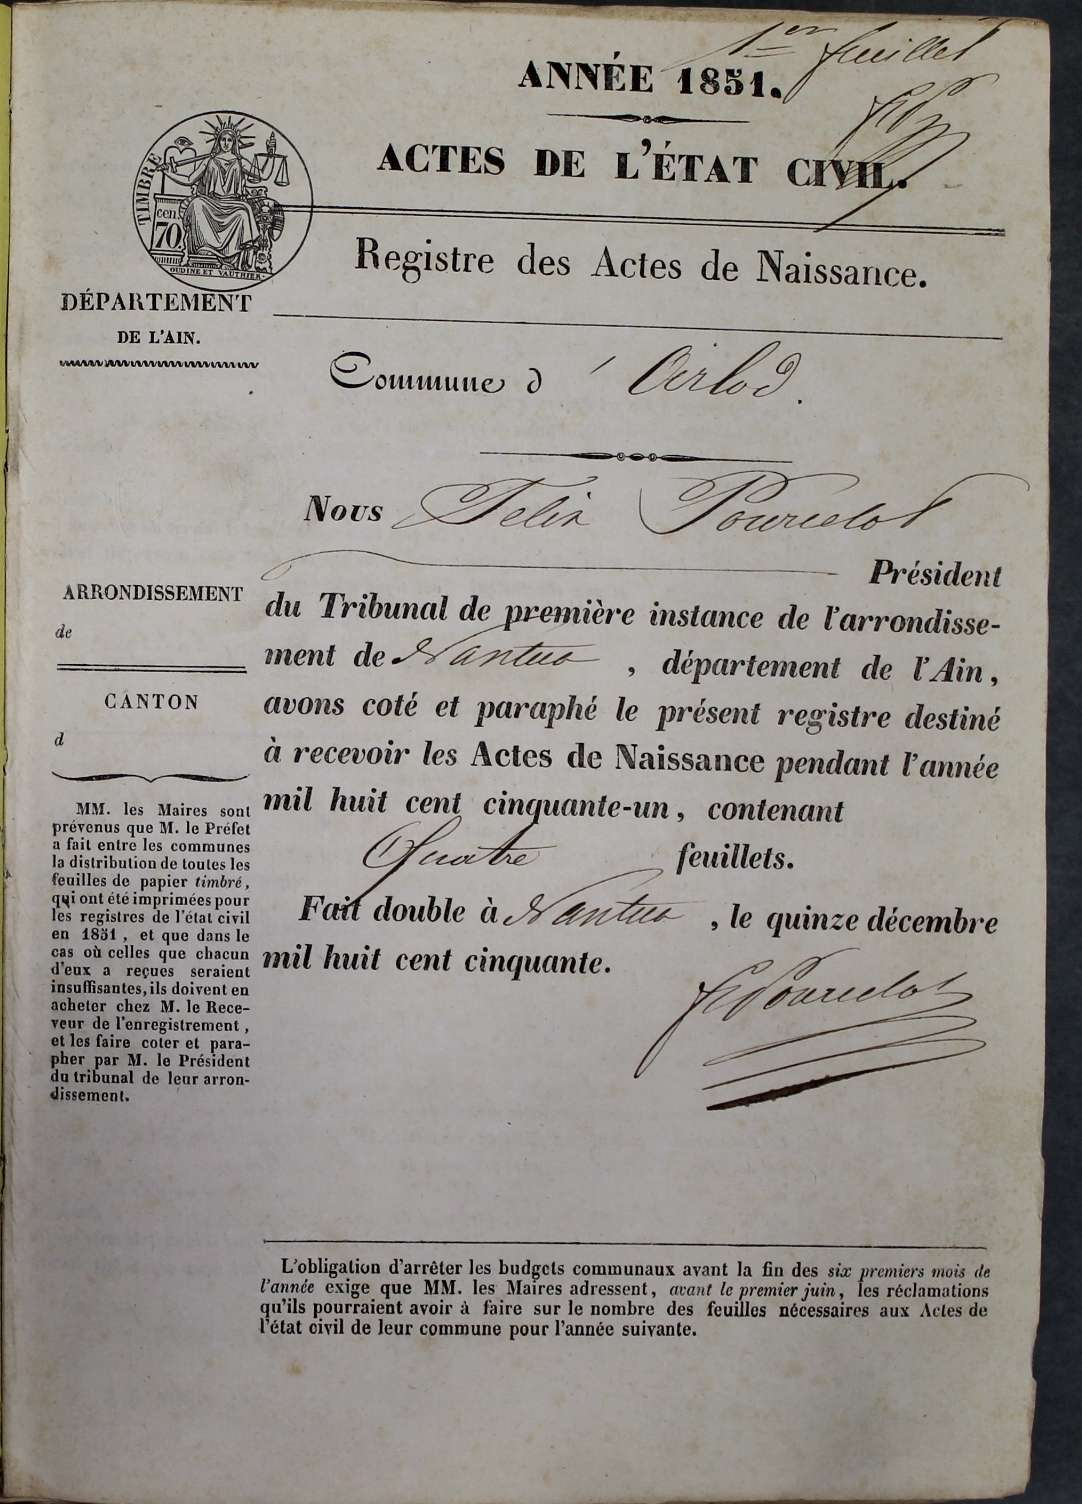 1er feuillet
ANNÉE 1851.
ACTES DE L'ÉTAT CIVIL.
TIMBRE
cen.
70
OUDINE ET VAUTHIER
Registre des Actes de Naissance.
DÉPARTEMENT
DE L'AIN.
Commune d'
Nous Félix Pourcelot
Président
du Tribunal de première instance de l'arrondisse-
ment de Nantua, département de l'Ain,
avons coté et paraphé le présent registre destiné
à recevoir les Actes de Naissance pendant l'année
mil huit cent cinquante-un, contenant
Quatre feuillets.
Fait double à Nantua, le quinze décembre
mil huit cent cinquante.
F Pourcelot
ARRONDISSEMENT
de
CANTON
d
MM. les Maires sont
prévenus que M. le Préfet
a fait entre les communes
la distribution de toutes les
feuilles de papier timbré,
qui ont été imprimées pour
les registres de l'état civil
en 1851, et que dans le
cas où celles que chacun
d'eux a reçues seraient
insuffisantes, ils doivent en
acheter chez M. le Rece-
veur de l'enregistrement,
et les faire coter et para-
pher par M. le Président
du tribunal de leur arron-
dissement.
L'obligation d'arrêter les budgets communaux avant la fin des six premiers mois de
l'année exige que MM. les Maires adressent, avant le premier juin, les réclamations
qu'ils pourraient avoir à faire sur le nombre des feuilles nécessaires aux Actes de
l'état civil de leur commune pour l'année suivante.